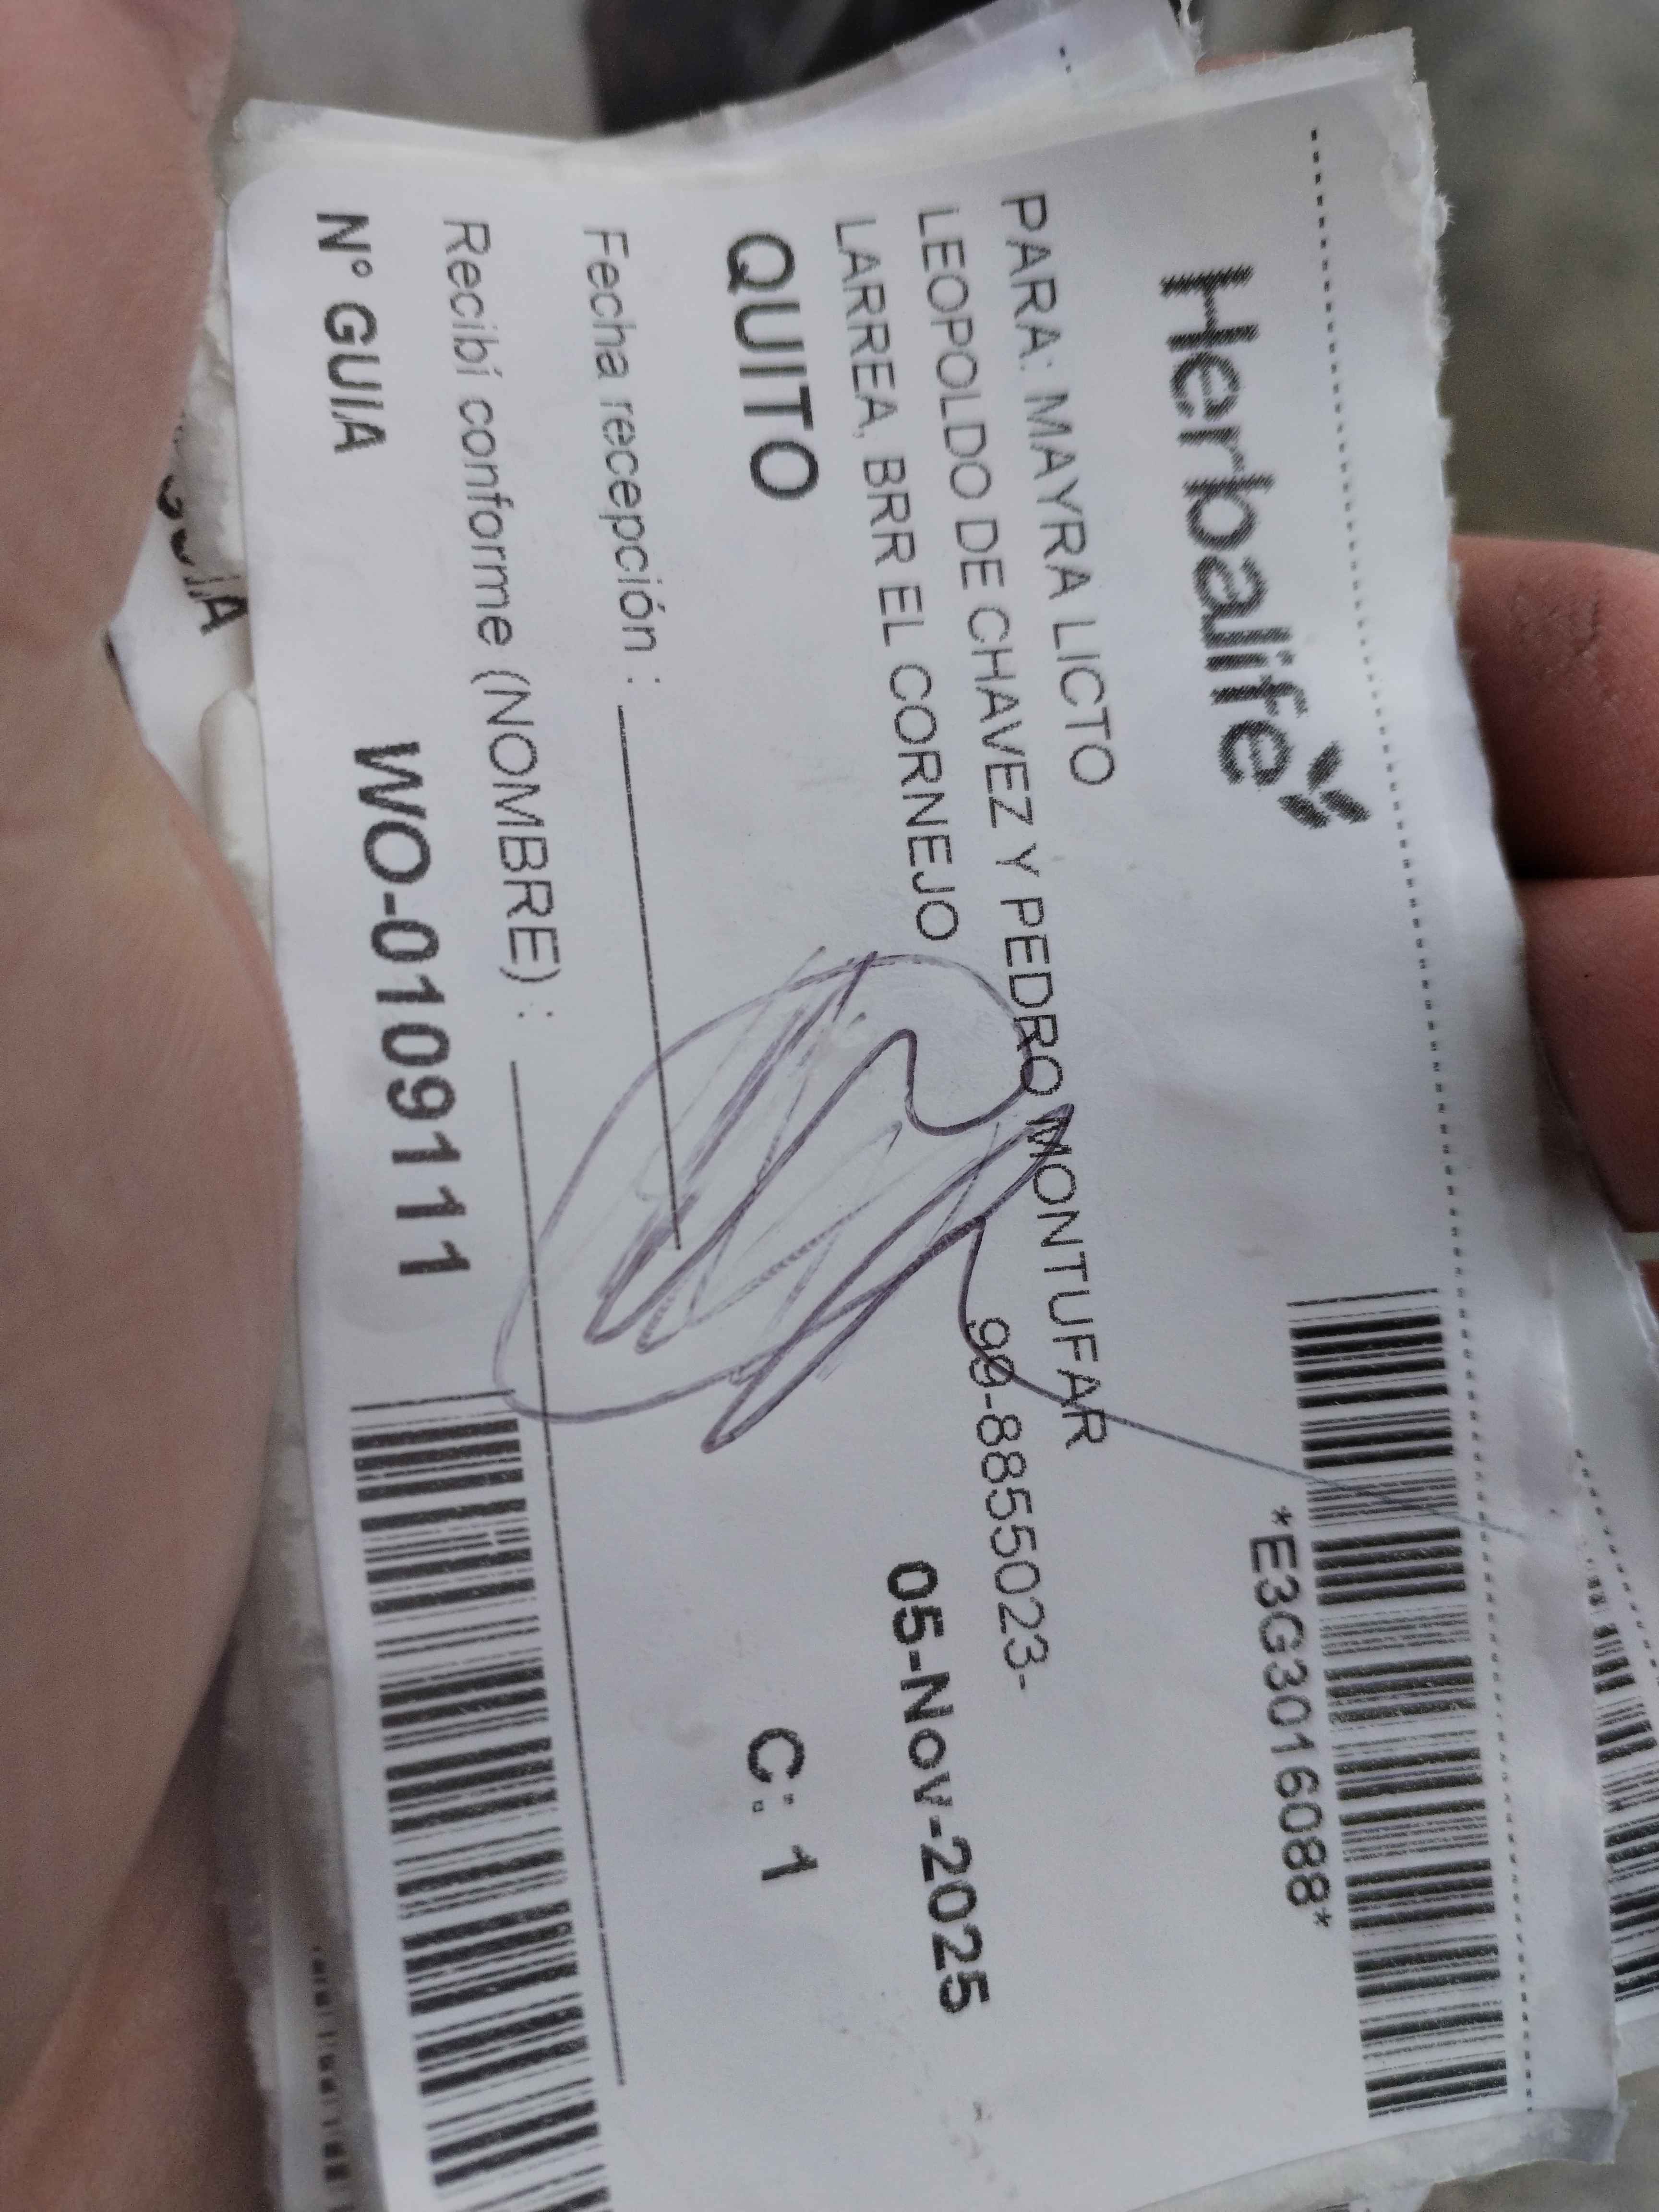 Herbalife
*E3G3016088*
PARA: MAYRA LICTO
LEOPOLDO DE CHAVEZ Y PEDRO MONTUFAR
99-8855023-
LARREA, BRR EL CORNEJO
05-Nov-2025
QUITO
C: 1
Fecha recepción :
Recibí conforme (NOMBRE) :
N° GUIA WO-0109111